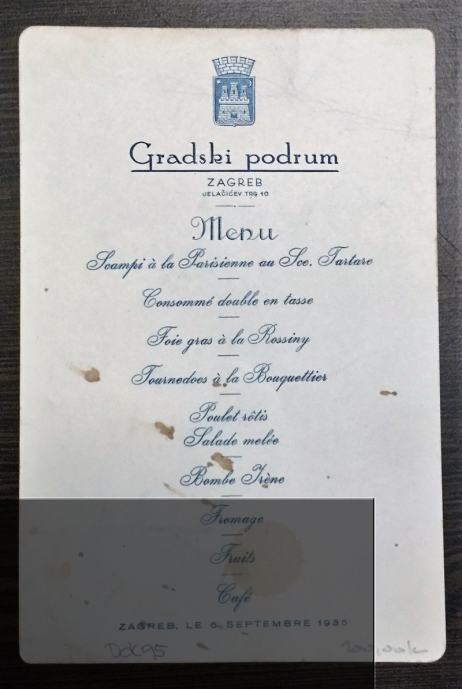 Gradski podrum
ZAGREB
JELAČIĆEV TRG 10
Menu
Scampi à la Parisienne au Sce. Tartare
Consommé double en tasse
Foie gras à la Rossiny
Tournedoes à la Bouquettier
Poulet rôtis
Salade melée
Bombe Irène
Fromage
Fruits
Café
ZAGREB, LE 6 SEPTEMBRE 1935
Dok95